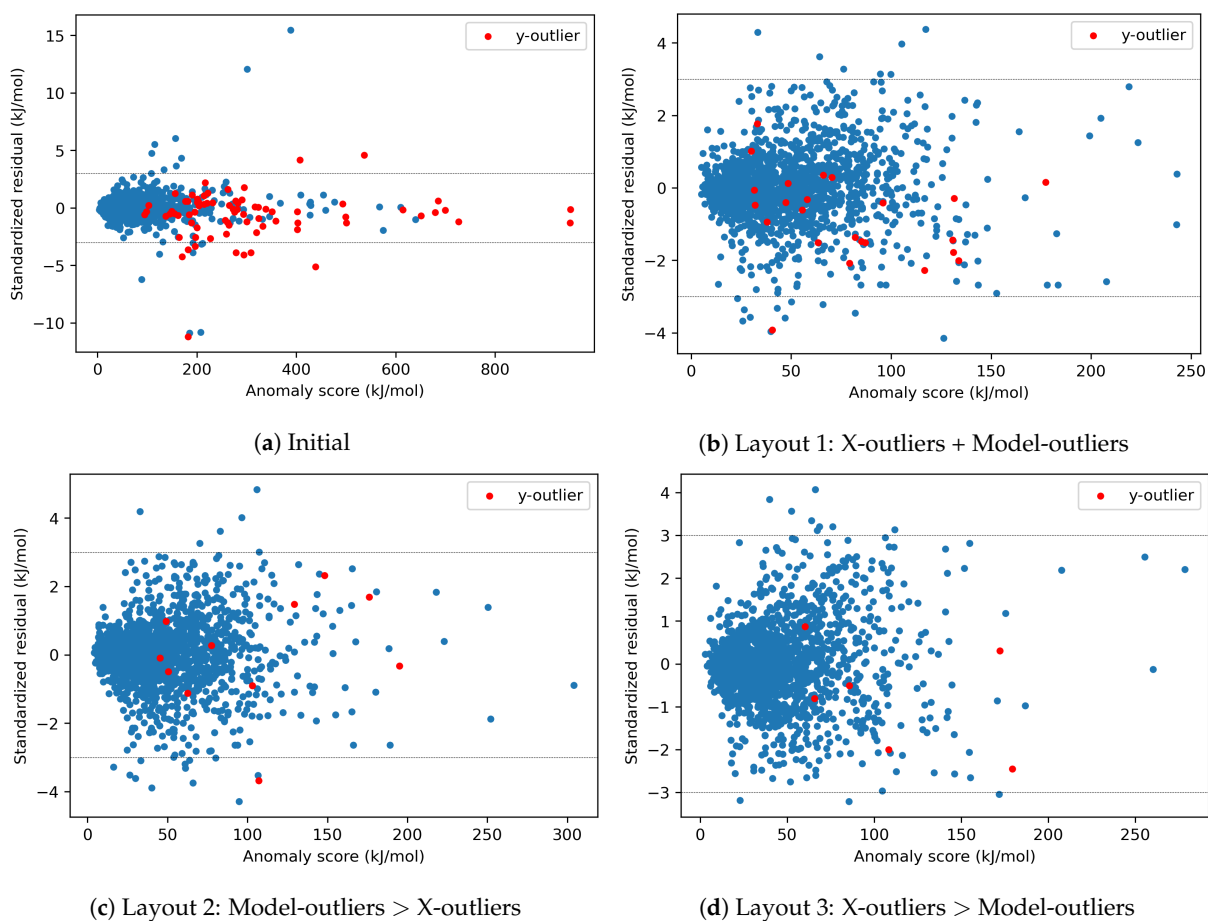 15
10
5
0
−5
−10
Standardized residual (kJ/mol)
y-outlier
0 200 400 600 800
Anomaly score (kJ/mol)
(a) Initial
4
2
0
−2
−4
Standardized residual (kJ/mol)
y-outlier
0 50 100 150 200 250
Anomaly score (kJ/mol)
(b) Layout 1: X-outliers + Model-outliers
4
2
0
−2
−4
Standardized residual (kJ/mol)
y-outlier
0 50 100 150 200 250 300
Anomaly score (kJ/mol)
(c) Layout 2: Model-outliers > X-outliers
4
3
2
1
0
−1
−2
−3
Standardized residual (kJ/mol)
y-outlier
0 50 100 150 200 250
Anomaly score (kJ/mol)
(d) Layout 3: X-outliers > Model-outliers